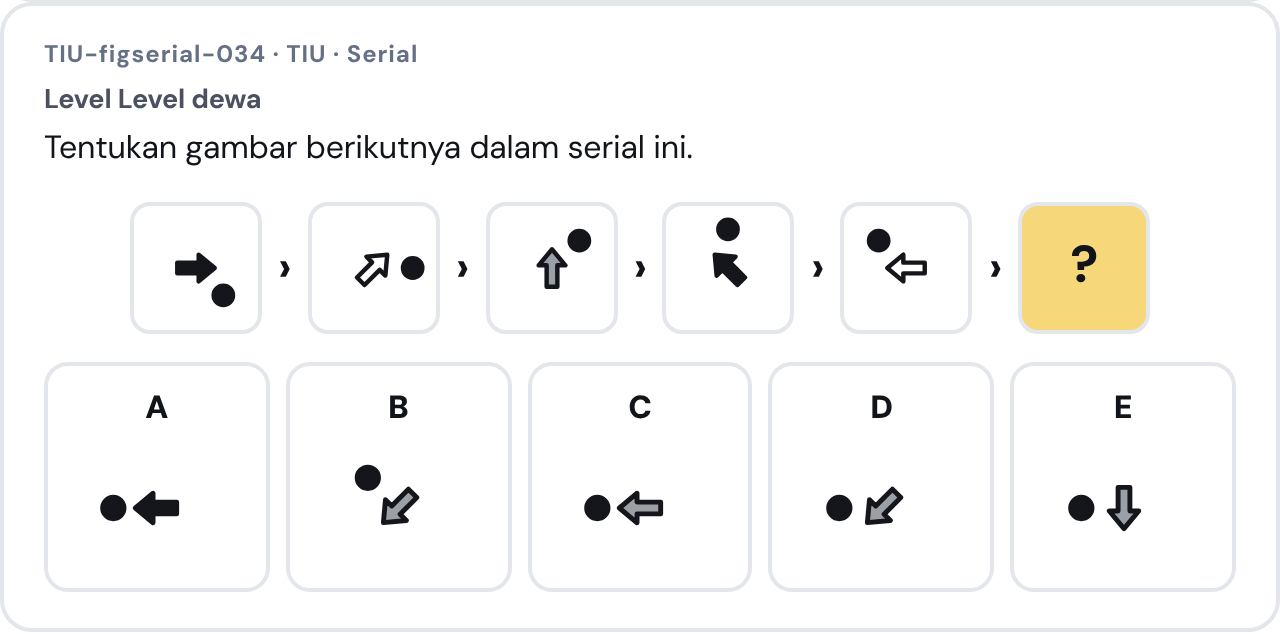 TIU-figserial-034 · TIU · Serial
Level Level dewa
Tentukan gambar berikutnya dalam serial ini.
› › › › › ?
A B C D E